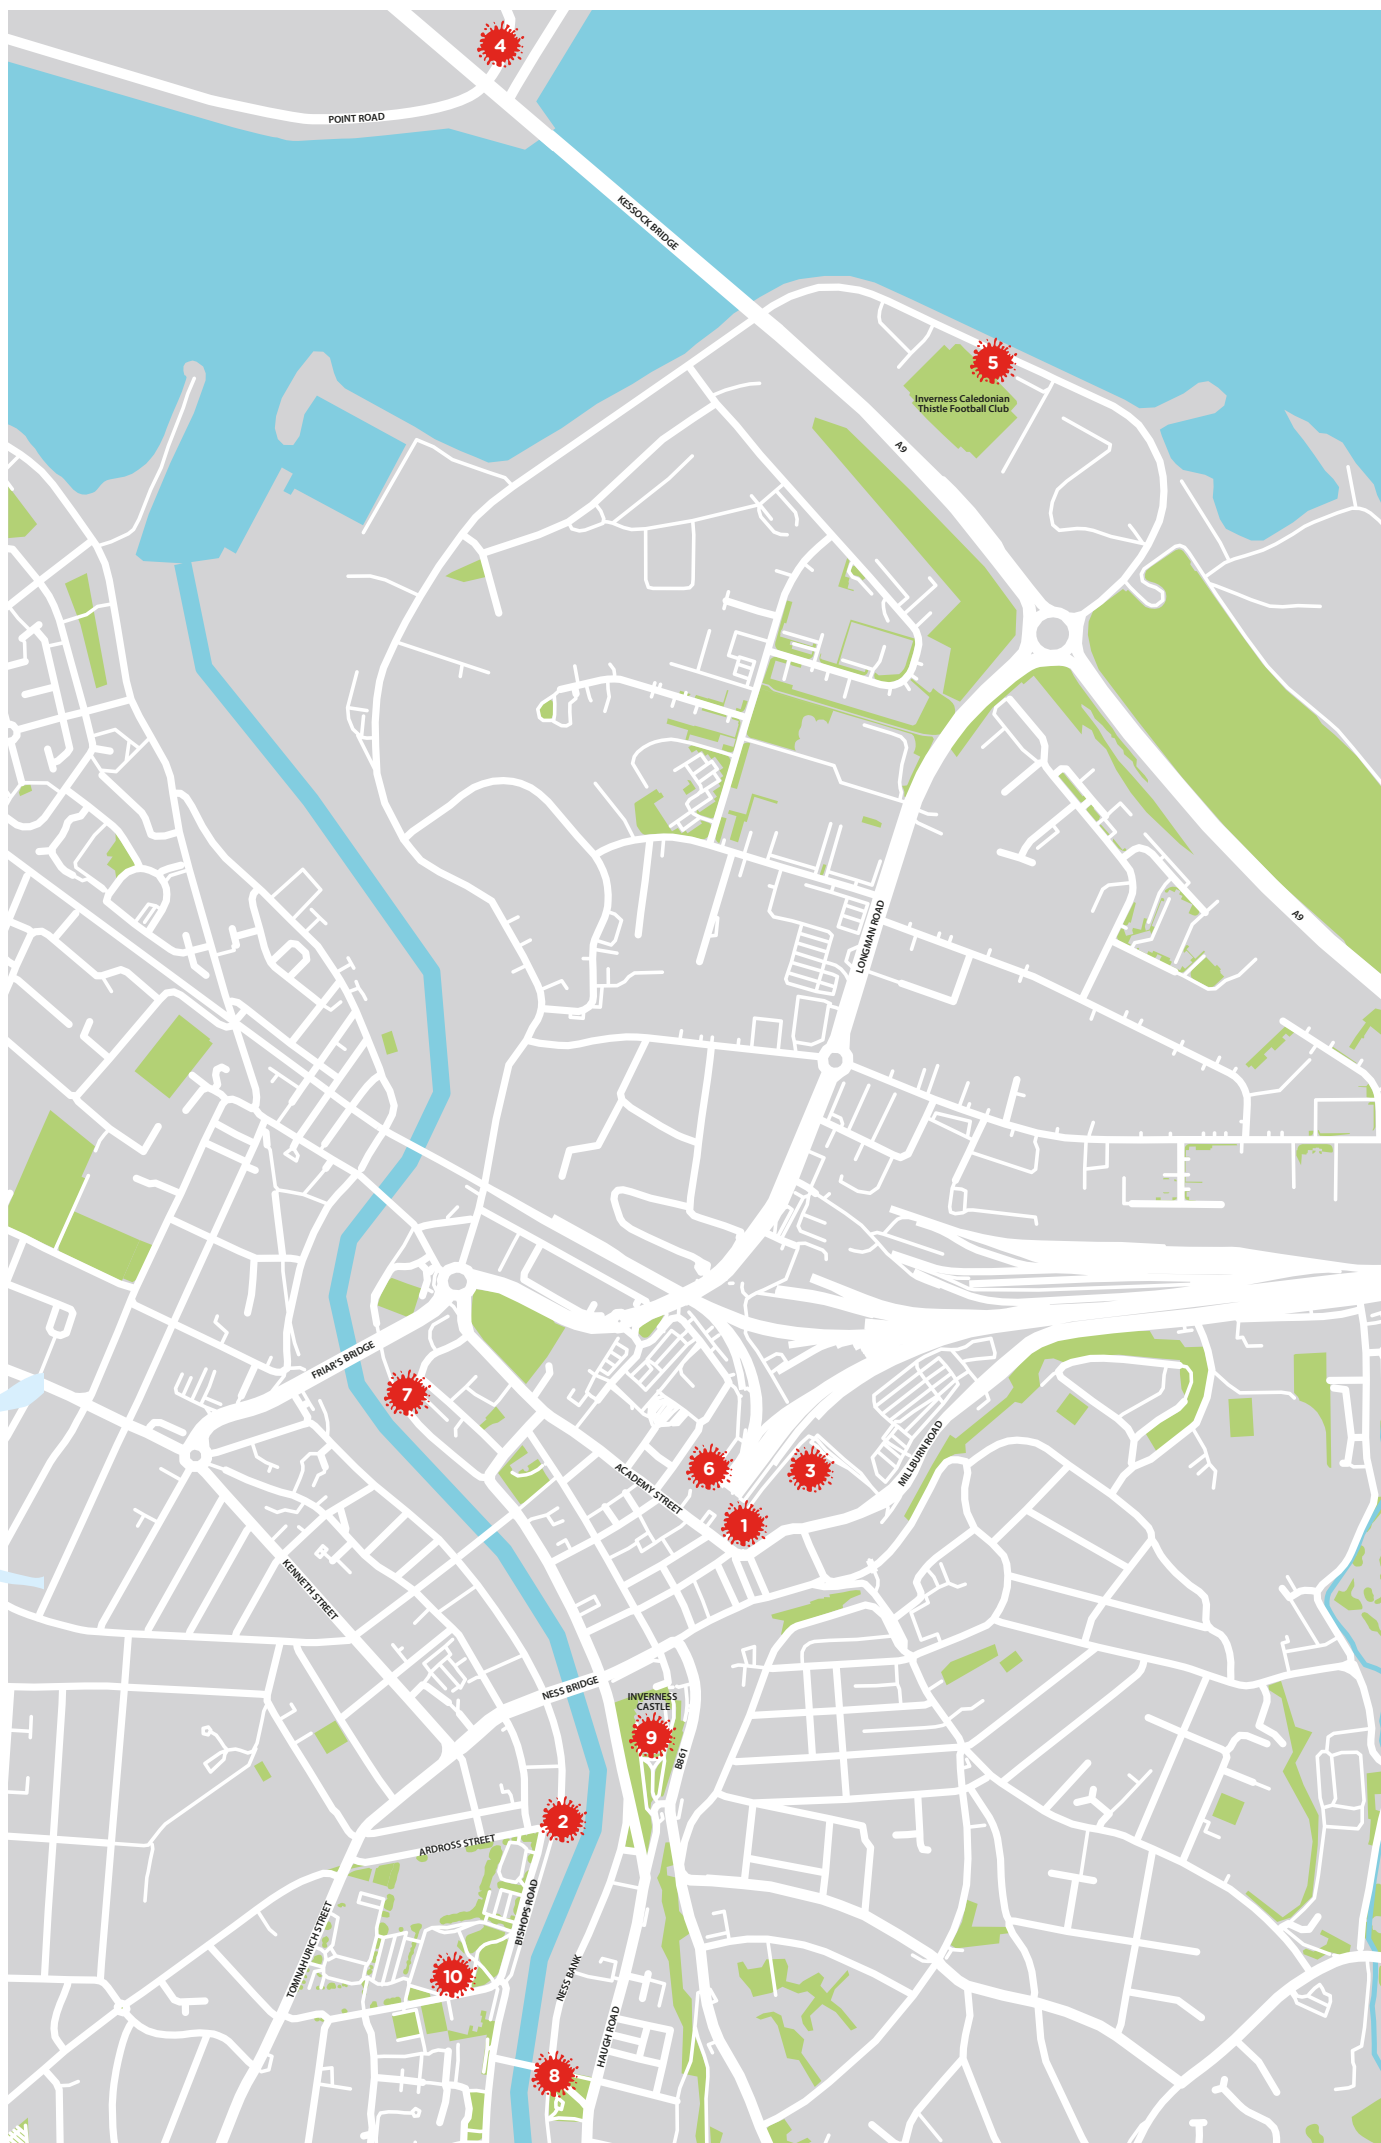 4
POINT ROAD
KESSOCK BRIDGE
5
Inverness Caledonian
Thistle Football Club
A9
A9
LONGMAN ROAD
FRIAR'S BRIDGE
7
MILLBURN ROAD
6
3
ACADEMY STREET
1
KENNETH STREET
NESS BRIDGE
INVERNESS
CASTLE
9
B861
2
ARDROSS STREET
BISHOPS ROAD
TOMNAHURICH STREET
10
NESS BANK
HAUGH ROAD
8